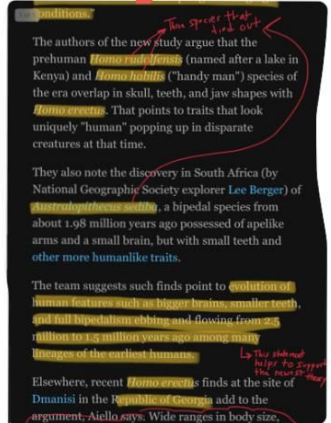 conditions."
The species that
died out
The authors of the new study argue that the
prehuman Homo rudolfensis (named after a lake in
Kenya) and Homo habilis ("handy man") species of
the era overlap in skull, teeth, and jaw shapes with
Homo erectus. That points to traits that look
uniquely "human" popping up in disparate
creatures at that time.
They also note the discovery in South Africa (by
National Geographic Society explorer Lee Berger) of
Australopithecus sediba, a bipedal species from
about 1.98 million years ago possessed of apelike
arms and a small brain, but with small teeth and
other more humanlike traits.
The team suggests such finds point to evolution of
human features such as bigger brains, smaller teeth,
and full bipedalism ebbing and flowing from 2.5
million to 1.5 million years ago among many
lineages of the earliest humans.
This statement
helps to support
the newest theory
Elsewhere, recent Homo erectus finds at the site of
Dmanisi in the Republic of Georgia add to the
argument, Aiello says. Wide ranges in body size,